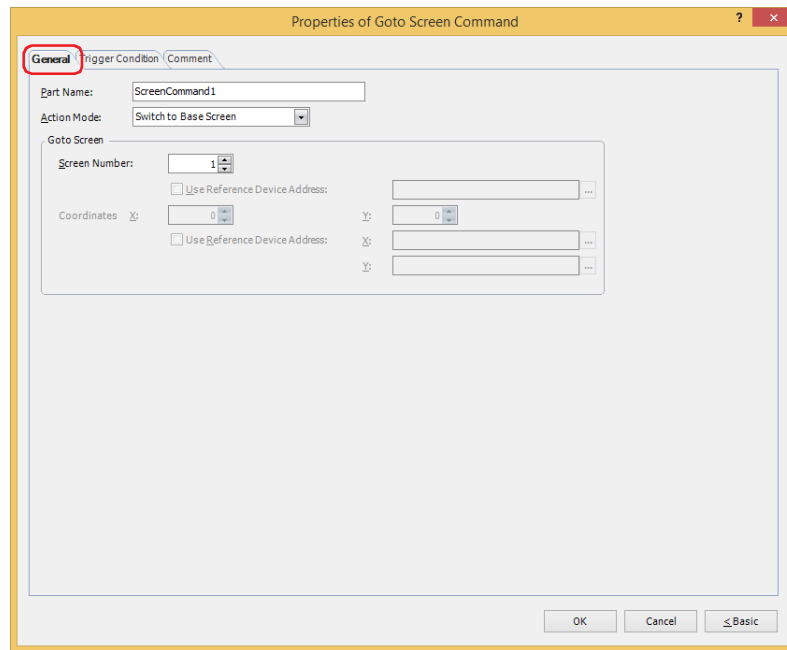 Properties of Goto Screen Command ? ×
General Trigger Condition Comment
Part Name: ScreenCommand1
Action Mode: Switch to Base Screen
Goto Screen
Screen Number: 1
Use Reference Device Address: ...
Coordinates X: 0 Y: 0
Use Reference Device Address: X: ...
Y: ...
OK Cancel < Basic